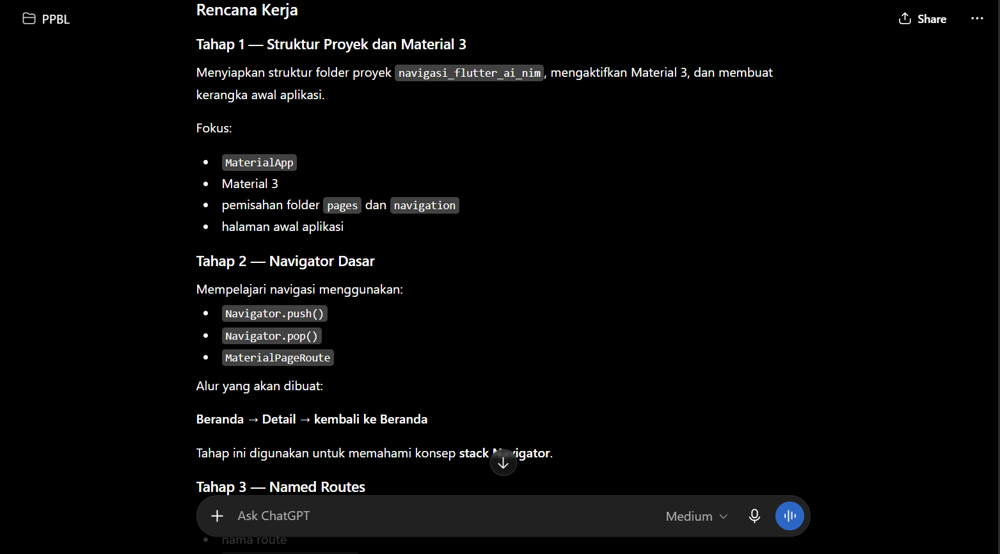 PPBL
Share
Rencana Kerja
Tahap 1 — Struktur Proyek dan Material 3
Menyiapkan struktur folder proyek navigasi_flutter_ai_nim, mengaktifkan Material 3, dan membuat
kerangka awal aplikasi.
Fokus:
• MaterialApp
• Material 3
• pemisahan folder pages dan navigation
• halaman awal aplikasi
Tahap 2 — Navigator Dasar
Mempelajari navigasi menggunakan:
• Navigator.push()
• Navigator.pop()
• MaterialPageRoute
Alur yang akan dibuat:
Beranda → Detail → kembali ke Beranda
Tahap ini digunakan untuk memahami konsep stack Navigator.
Tahap 3 — Named Routes
Ask ChatGPT
Medium
• nama route